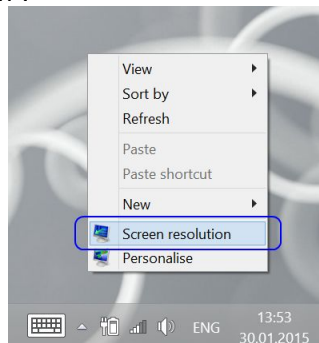 View
Sort by
Refresh
Paste
Paste shortcut
New
Screen resolution
Personalise
ENG
13:53
30.01.2015